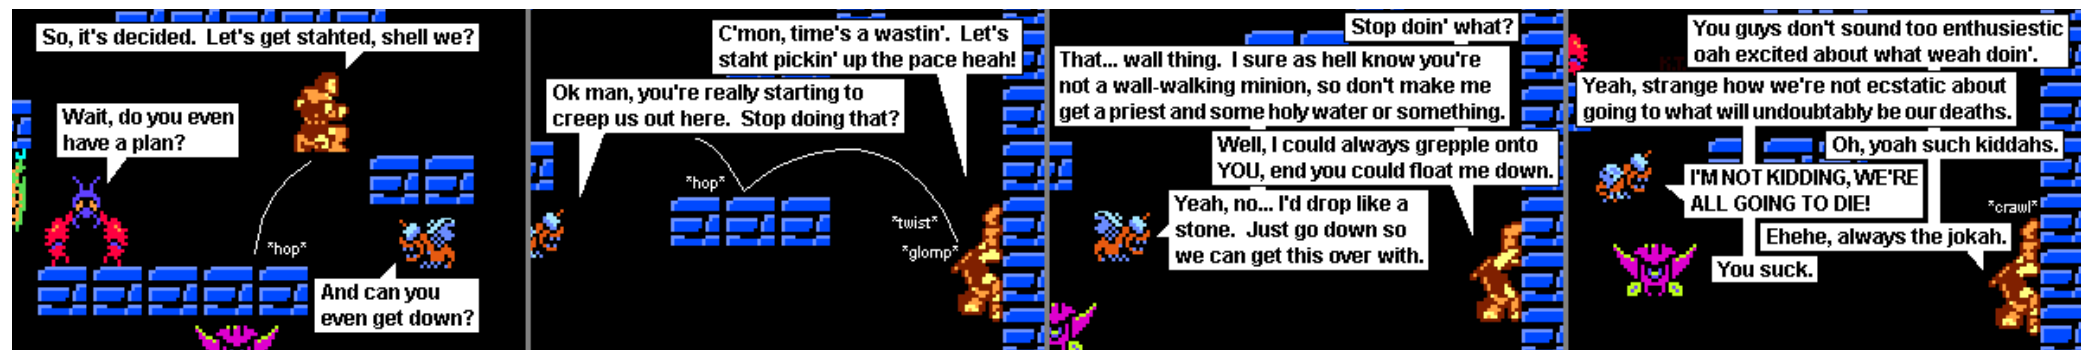 So, it's decided.  Let's get stahted, shell we?
Wait, do you even
have a plan?
*hop*
And can you
even get down?
C'mon, time's a wastin'.  Let's
staht pickin' up the pace heah!
Ok man, you're really starting to
creep us out here.  Stop doing that?
*hop*
*twist*
*glomp*
Stop doin' what?
That... wall thing.  I sure as hell know you're
not a wall-walking minion, so don't make me
get a priest and some holy water or something.
Well, I could always grepple onto
YOU, end you could float me down.
Yeah, no... I'd drop like a
stone.  Just go down so
we can get this over with.
You guys don't sound too enthusiestic
oah excited about what weah doin'.
Yeah, strange how we're not ecstatic about
going to what will undoubtably be our deaths.
Oh, yoah such kiddahs.
I'M NOT KIDDING, WE'RE
ALL GOING TO DIE!
*crawl*
Ehehe, always the jokah.
You suck.